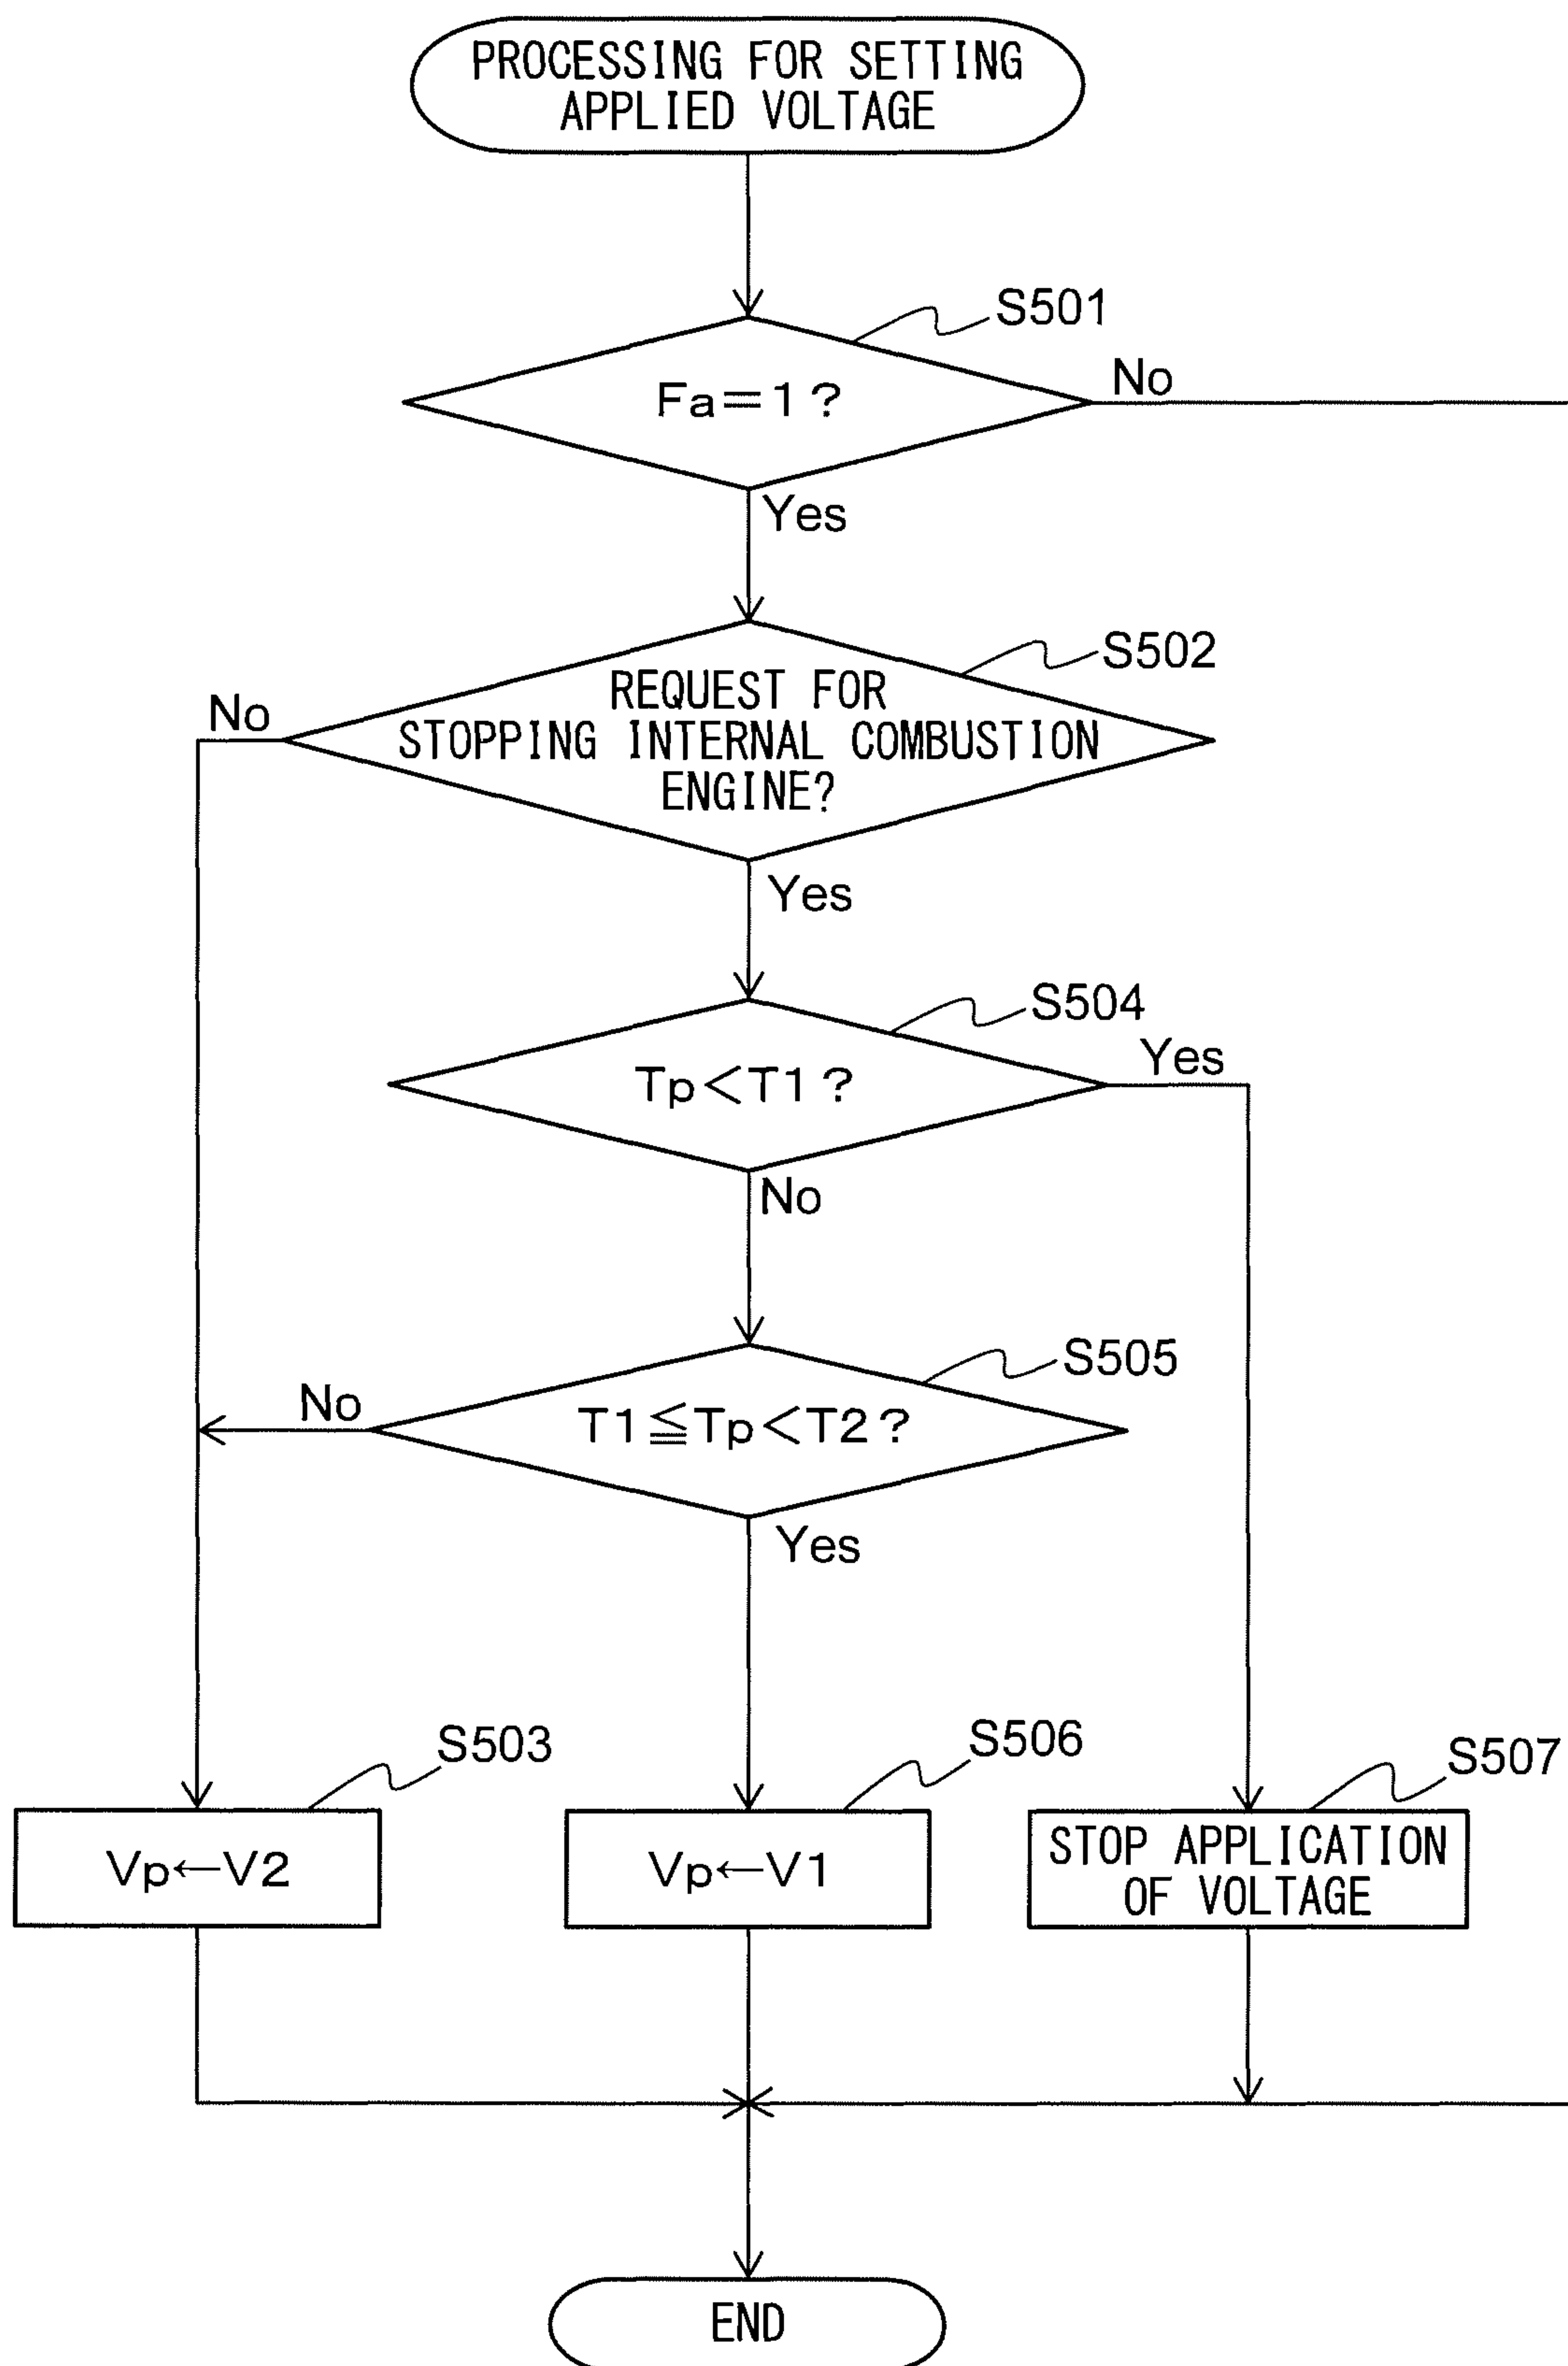 PROCESSING FOR SETTING
APPLIED VOLTAGE
S501
Fa=1?
No
Yes
S502
REQUEST FOR
STOPPING INTERNAL COMBUSTION
ENGINE?
No
Yes
S504
Tp<T1?
Yes
No
S505
T1≦Tp<T2?
No
Yes
S503
Vp←V2
S506
Vp←V1
S507
STOP APPLICATION
OF VOLTAGE
END